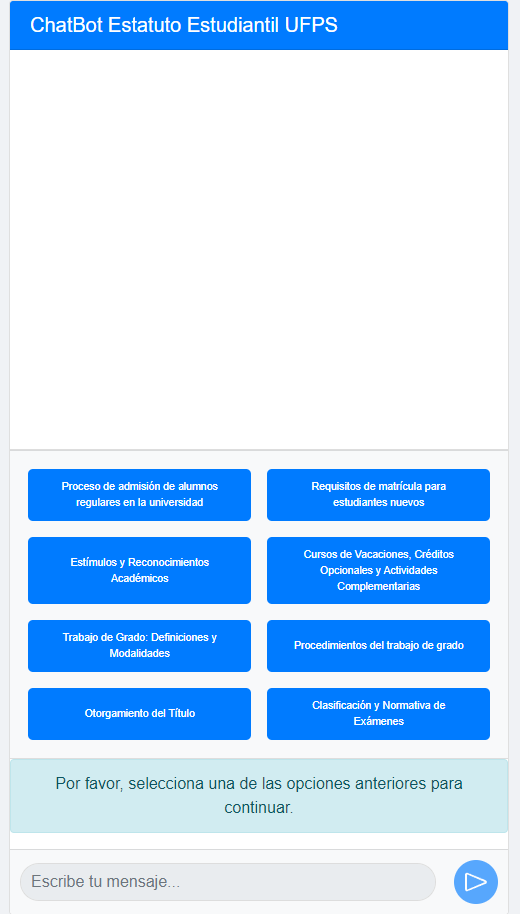 ChatBot Estatuto Estudiantil UFPS
Proceso de admisión de alumnos
regulares en la universidad
Requisitos de matrícula para
estudiantes nuevos
Estímulos y Reconocimientos
Académicos
Cursos de Vacaciones, Créditos
Opcionales y Actividades
Complementarias
Trabajo de Grado: Definiciones y
Modalidades
Procedimientos del trabajo de grado
Otorgamiento del Título
Clasificación y Normativa de
Exámenes
Por favor, selecciona una de las opciones anteriores para
continuar.
Escribe tu mensaje...